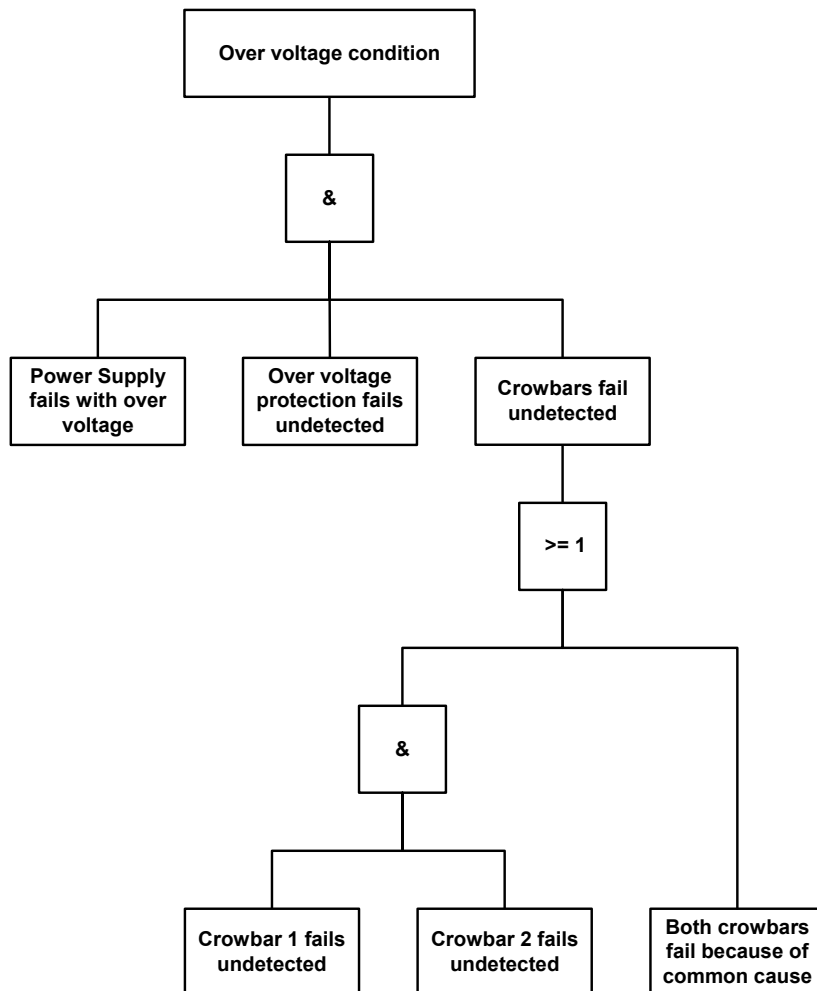 Over voltage condition
&
Power Supply
fails with over
voltage
Over voltage
protection fails
undetected
Crowbars fail
undetected
>= 1
&
Crowbar 1 fails
undetected
Crowbar 2 fails
undetected
Both crowbars
fail because of
common cause